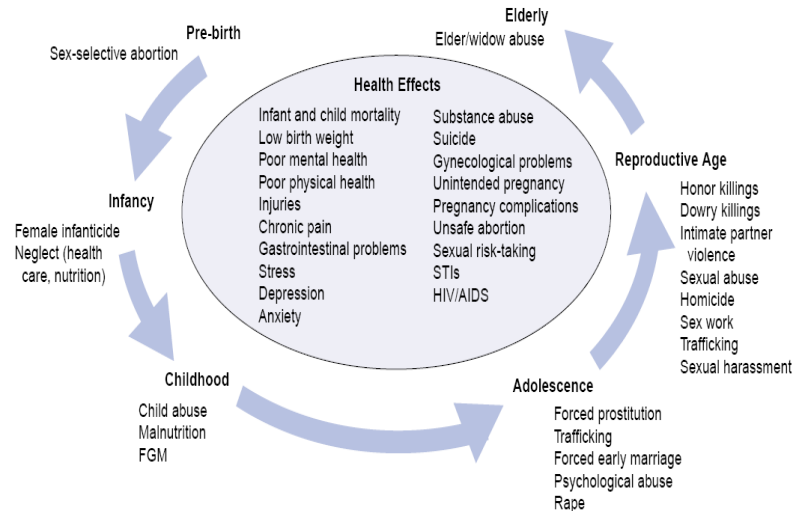 Pre-birth
Sex-selective abortion
Elderly
Elder/widow abuse
Health Effects
Infant and child mortality
Low birth weight
Poor mental health
Poor physical health
Injuries
Chronic pain
Gastrointestinal problems
Stress
Depression
Anxiety
Substance abuse
Suicide
Gynecological problems
Unintended pregnancy
Pregnancy complications
Unsafe abortion
Sexual risk-taking
STIs
HIV/AIDS
Infancy
Female infanticide
Neglect (health
care, nutrition)
Childhood
Child abuse
Malnutrition
FGM
Adolescence
Forced prostitution
Trafficking
Forced early marriage
Psychological abuse
Rape
Reproductive Age
Honor killings
Dowry killings
Intimate partner
violence
Sexual abuse
Homicide
Sex work
Trafficking
Sexual harassment